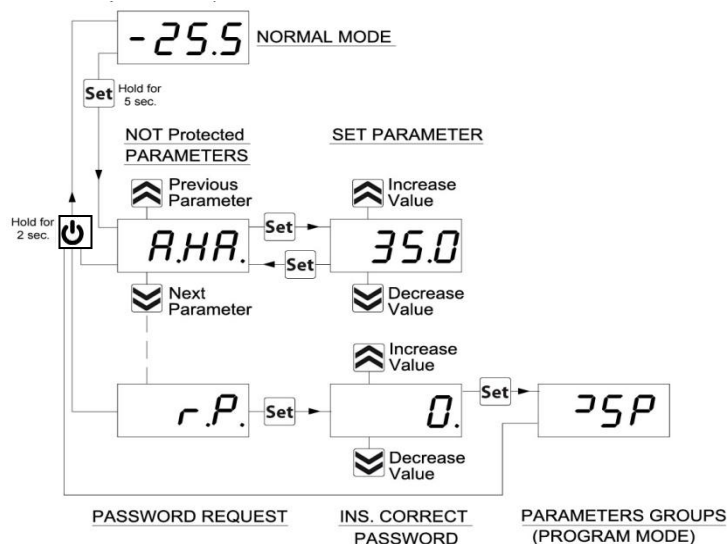 -25.5
NORMAL MODE
Set
Hold for
5 sec.
NOT Protected
PARAMETERS
SET PARAMETER
Previous
Parameter
Increase
Value
Hold for
2 sec.
A.HA.
Set
Set
35.0
Next
Parameter
Decrease
Value
Increase
Value
r.P.
Set
0.
Set
SP
Decrease
Value
PASSWORD REQUEST
INS. CORRECT
PASSWORD
PARAMETERS GROUPS
(PROGRAM MODE)